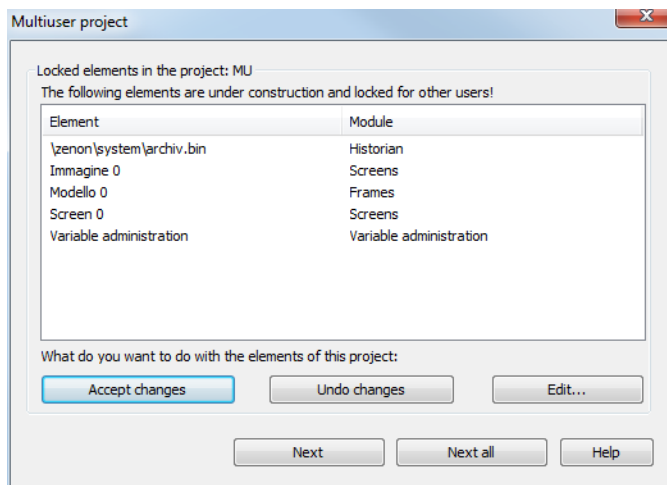 Multiuser project
Locked elements in the project: MU
The following elements are under construction and locked for other users!
Element Module
\zenon\system\archiv.bin Historian
Immagine 0 Screens
Modello 0 Frames
Screen 0 Screens
Variable administration Variable administration
What do you want to do with the elements of this project:
Accept changes Undo changes Edit...
Next Next all Help